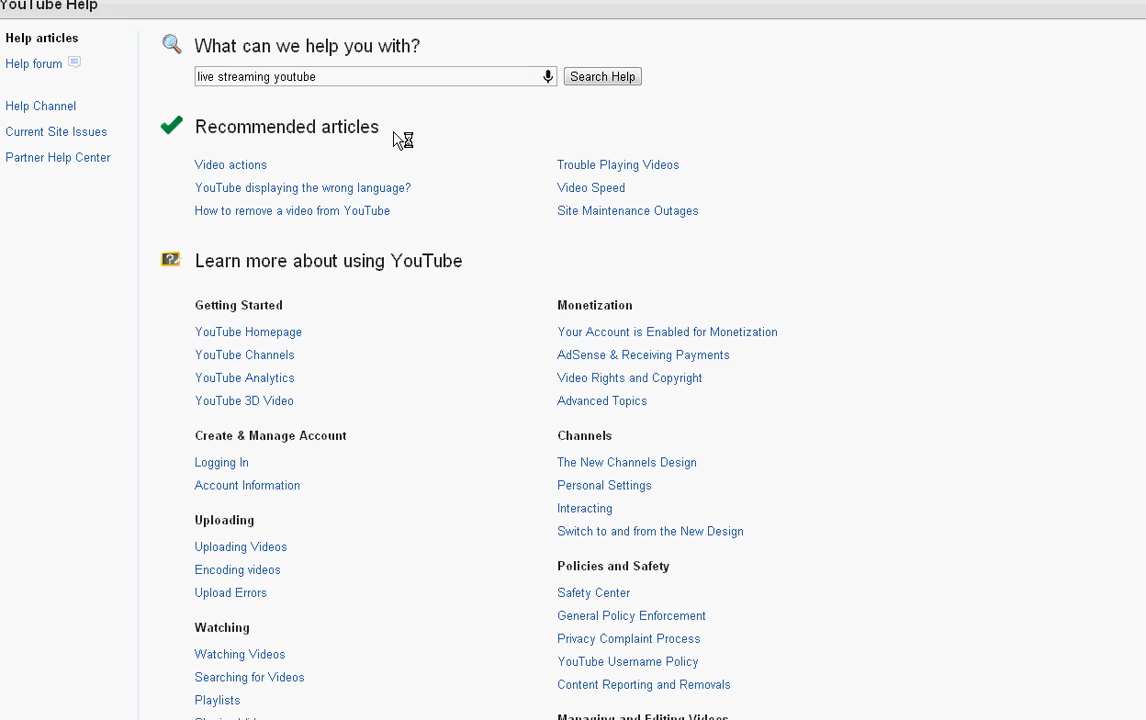 YouTube Help
Help articles
Help forum
Help Channel
Current Site Issues
Partner Help Center
What can we help you with?
live streaming youtube
Search Help
Recommended articles
Video actions
YouTube displaying the wrong language?
How to remove a video from YouTube
Trouble Playing Videos
Video Speed
Site Maintenance Outages
Learn more about using YouTube
Getting Started
YouTube Homepage
YouTube Channels
YouTube Analytics
YouTube 3D Video
Create & Manage Account
Logging In
Account Information
Uploading
Uploading Videos
Encoding videos
Upload Errors
Watching
Watching Videos
Searching for Videos
Playlists
Monetization
Your Account is Enabled for Monetization
AdSense & Receiving Payments
Video Rights and Copyright
Advanced Topics
Channels
The New Channels Design
Personal Settings
Interacting
Switch to and from the New Design
Policies and Safety
Safety Center
General Policy Enforcement
Privacy Complaint Process
YouTube Username Policy
Content Reporting and Removals
Managing and Editing Videos